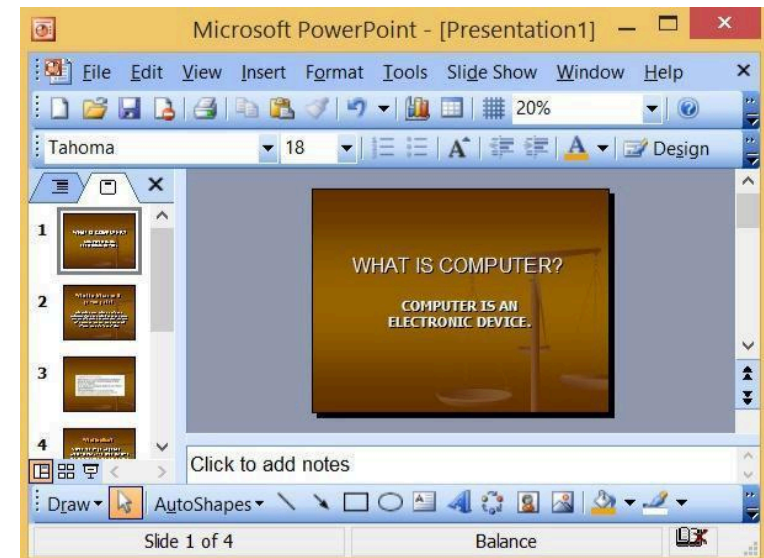 Microsoft PowerPoint - [Presentation1]
File Edit View Insert Format Tools Slide Show Window Help
20%
Tahoma 18 Design
1
2
3
4
WHAT IS COMPUTER?
COMPUTER IS AN
ELECTRONIC DEVICE.
Click to add notes
Draw AutoShapes
Slide 1 of 4 Balance